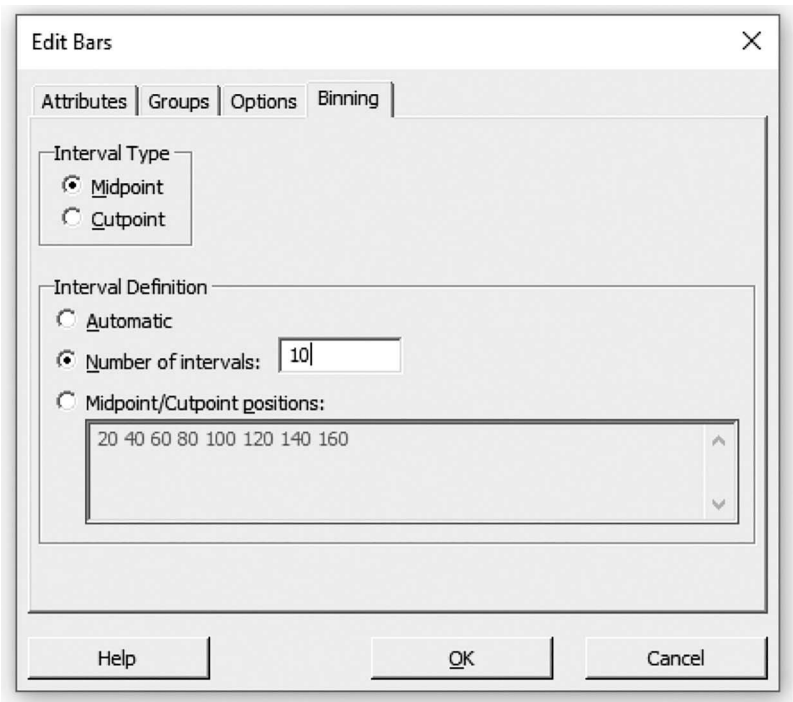 Edit Bars
Attributes Groups Options Binning
Interval Type
Midpoint
Cutpoint
Interval Definition
Automatic
Number of intervals: 10
Midpoint/Cutpoint positions:
20 40 60 80 100 120 140 160
Help OK Cancel